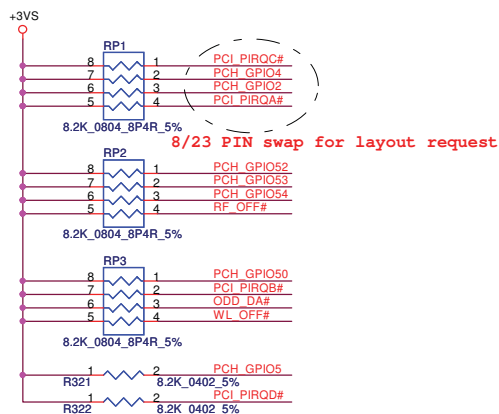 +3VS
RP1
8 1 PCI_PIRQC#
7 2 PCH_GPIO4
6 3 PCH_GPIO2
5 4 PCI_PIRQA#
8.2K_0804_8P4R_5%
8/23 PIN swap for layout request
RP2
8 1 PCH_GPIO52
7 2 PCH_GPIO53
6 3 PCH_GPIO54
5 4 RF_OFF#
8.2K_0804_8P4R_5%
RP3
8 1 PCH_GPIO50
7 2 PCI_PIRQB#
6 3 ODD_DA#
5 4 WL_OFF#
8.2K_0804_8P4R_5%
1 2 PCH_GPIO5
R321 8.2K_0402_5%
1 2 PCI_PIRQD#
R322 8.2K_0402_5%